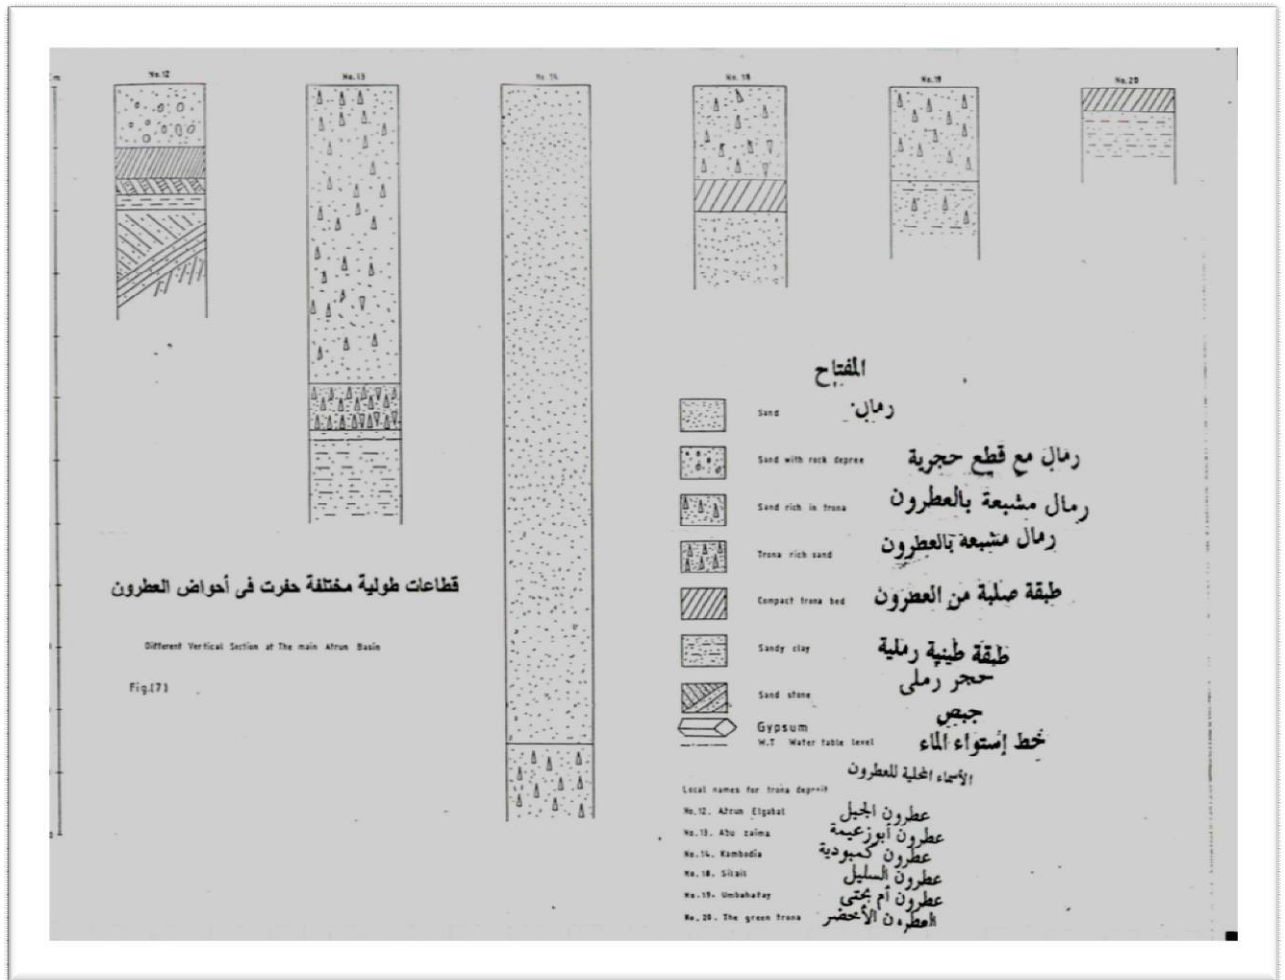 m
No.12
No.13
No 14
No. 18
No.19
No.20
المفتاح
Sand
رمال
Sand with rock depree
رمال مع قطع حجرية
Sand rich in trona
رمال مشبعة بالعطرون
Trona rich sand
رمال مشبعة بالعطرون
Compact trona bed
طبقة صلبة من العطرون
Sandy clay
طبقة طينية رملية
Sand stone
حجر رملى
Gypsum
جبص
W.T Water table level
خط إستواء الماء
قطاعات طولية مختلفة حفرت فى أحواض العطرون
Different Vertical Section at The main Atrun Basin
Fig.(7)
الأسماء المحلية للعطرون
Local names for trona deposit
No.12. Atrun Elgabal
عطرون الجبل
No.13. Abu zaima
عطرون أبوزعيمة
No.14. Kambodia
عطرون كمبودية
No.18. Silait
عطرون السليل
No.19. Umbahatay
عطرون أم بحتى
No.20. The green trona
العطرون الأخضر